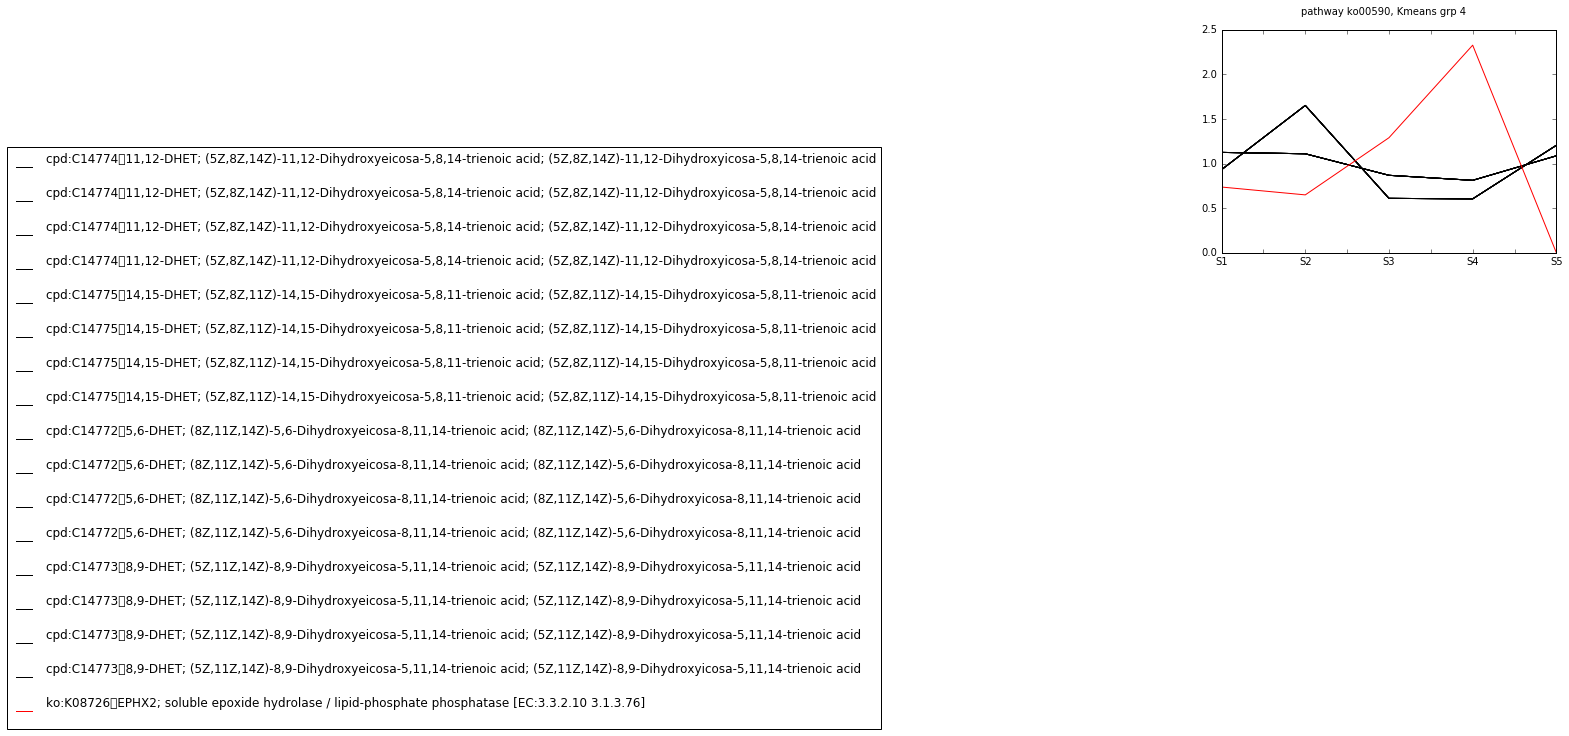 pathway ko00590, Kmeans grp 4
2.5
2.0
1.5
1.0
0.5
0.0
S1 S2 S3 S4 S5
cpd:C14774▯11,12-DHET; (5Z,8Z,14Z)-11,12-Dihydroxyeicosa-5,8,14-trienoic acid; (5Z,8Z,14Z)-11,12-Dihydroxyicosa-5,8,14-trienoic acid
cpd:C14774▯11,12-DHET; (5Z,8Z,14Z)-11,12-Dihydroxyeicosa-5,8,14-trienoic acid; (5Z,8Z,14Z)-11,12-Dihydroxyicosa-5,8,14-trienoic acid
cpd:C14774▯11,12-DHET; (5Z,8Z,14Z)-11,12-Dihydroxyeicosa-5,8,14-trienoic acid; (5Z,8Z,14Z)-11,12-Dihydroxyicosa-5,8,14-trienoic acid
cpd:C14774▯11,12-DHET; (5Z,8Z,14Z)-11,12-Dihydroxyeicosa-5,8,14-trienoic acid; (5Z,8Z,14Z)-11,12-Dihydroxyicosa-5,8,14-trienoic acid
cpd:C14775▯14,15-DHET; (5Z,8Z,11Z)-14,15-Dihydroxyeicosa-5,8,11-trienoic acid; (5Z,8Z,11Z)-14,15-Dihydroxyicosa-5,8,11-trienoic acid
cpd:C14775▯14,15-DHET; (5Z,8Z,11Z)-14,15-Dihydroxyeicosa-5,8,11-trienoic acid; (5Z,8Z,11Z)-14,15-Dihydroxyicosa-5,8,11-trienoic acid
cpd:C14775▯14,15-DHET; (5Z,8Z,11Z)-14,15-Dihydroxyeicosa-5,8,11-trienoic acid; (5Z,8Z,11Z)-14,15-Dihydroxyicosa-5,8,11-trienoic acid
cpd:C14775▯14,15-DHET; (5Z,8Z,11Z)-14,15-Dihydroxyeicosa-5,8,11-trienoic acid; (5Z,8Z,11Z)-14,15-Dihydroxyicosa-5,8,11-trienoic acid
cpd:C14772▯5,6-DHET; (8Z,11Z,14Z)-5,6-Dihydroxyeicosa-8,11,14-trienoic acid; (8Z,11Z,14Z)-5,6-Dihydroxyicosa-8,11,14-trienoic acid
cpd:C14772▯5,6-DHET; (8Z,11Z,14Z)-5,6-Dihydroxyeicosa-8,11,14-trienoic acid; (8Z,11Z,14Z)-5,6-Dihydroxyicosa-8,11,14-trienoic acid
cpd:C14772▯5,6-DHET; (8Z,11Z,14Z)-5,6-Dihydroxyeicosa-8,11,14-trienoic acid; (8Z,11Z,14Z)-5,6-Dihydroxyicosa-8,11,14-trienoic acid
cpd:C14772▯5,6-DHET; (8Z,11Z,14Z)-5,6-Dihydroxyeicosa-8,11,14-trienoic acid; (8Z,11Z,14Z)-5,6-Dihydroxyicosa-8,11,14-trienoic acid
cpd:C14773▯8,9-DHET; (5Z,11Z,14Z)-8,9-Dihydroxyeicosa-5,11,14-trienoic acid; (5Z,11Z,14Z)-8,9-Dihydroxyicosa-5,11,14-trienoic acid
cpd:C14773▯8,9-DHET; (5Z,11Z,14Z)-8,9-Dihydroxyeicosa-5,11,14-trienoic acid; (5Z,11Z,14Z)-8,9-Dihydroxyicosa-5,11,14-trienoic acid
cpd:C14773▯8,9-DHET; (5Z,11Z,14Z)-8,9-Dihydroxyeicosa-5,11,14-trienoic acid; (5Z,11Z,14Z)-8,9-Dihydroxyicosa-5,11,14-trienoic acid
cpd:C14773▯8,9-DHET; (5Z,11Z,14Z)-8,9-Dihydroxyeicosa-5,11,14-trienoic acid; (5Z,11Z,14Z)-8,9-Dihydroxyicosa-5,11,14-trienoic acid
ko:K08726▯EPHX2; soluble epoxide hydrolase / lipid-phosphate phosphatase [EC:3.3.2.10 3.1.3.76]